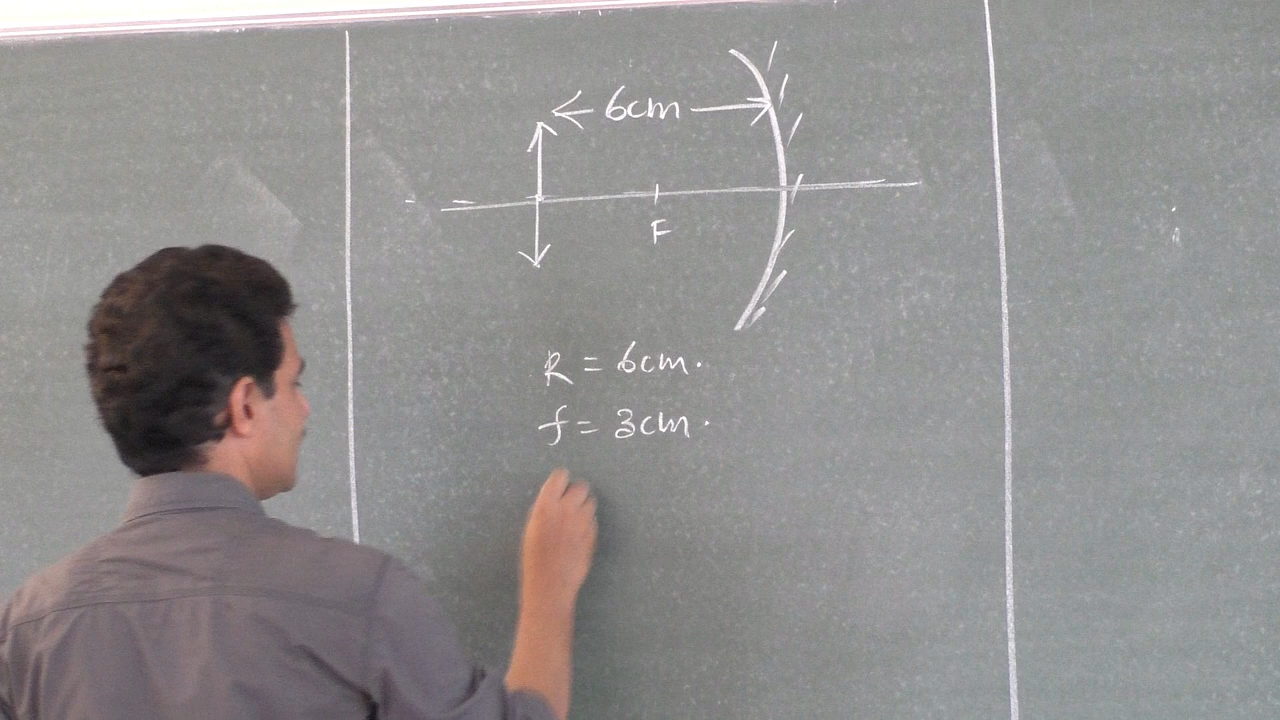 6cm
F
R = 6cm.
f = 3cm.